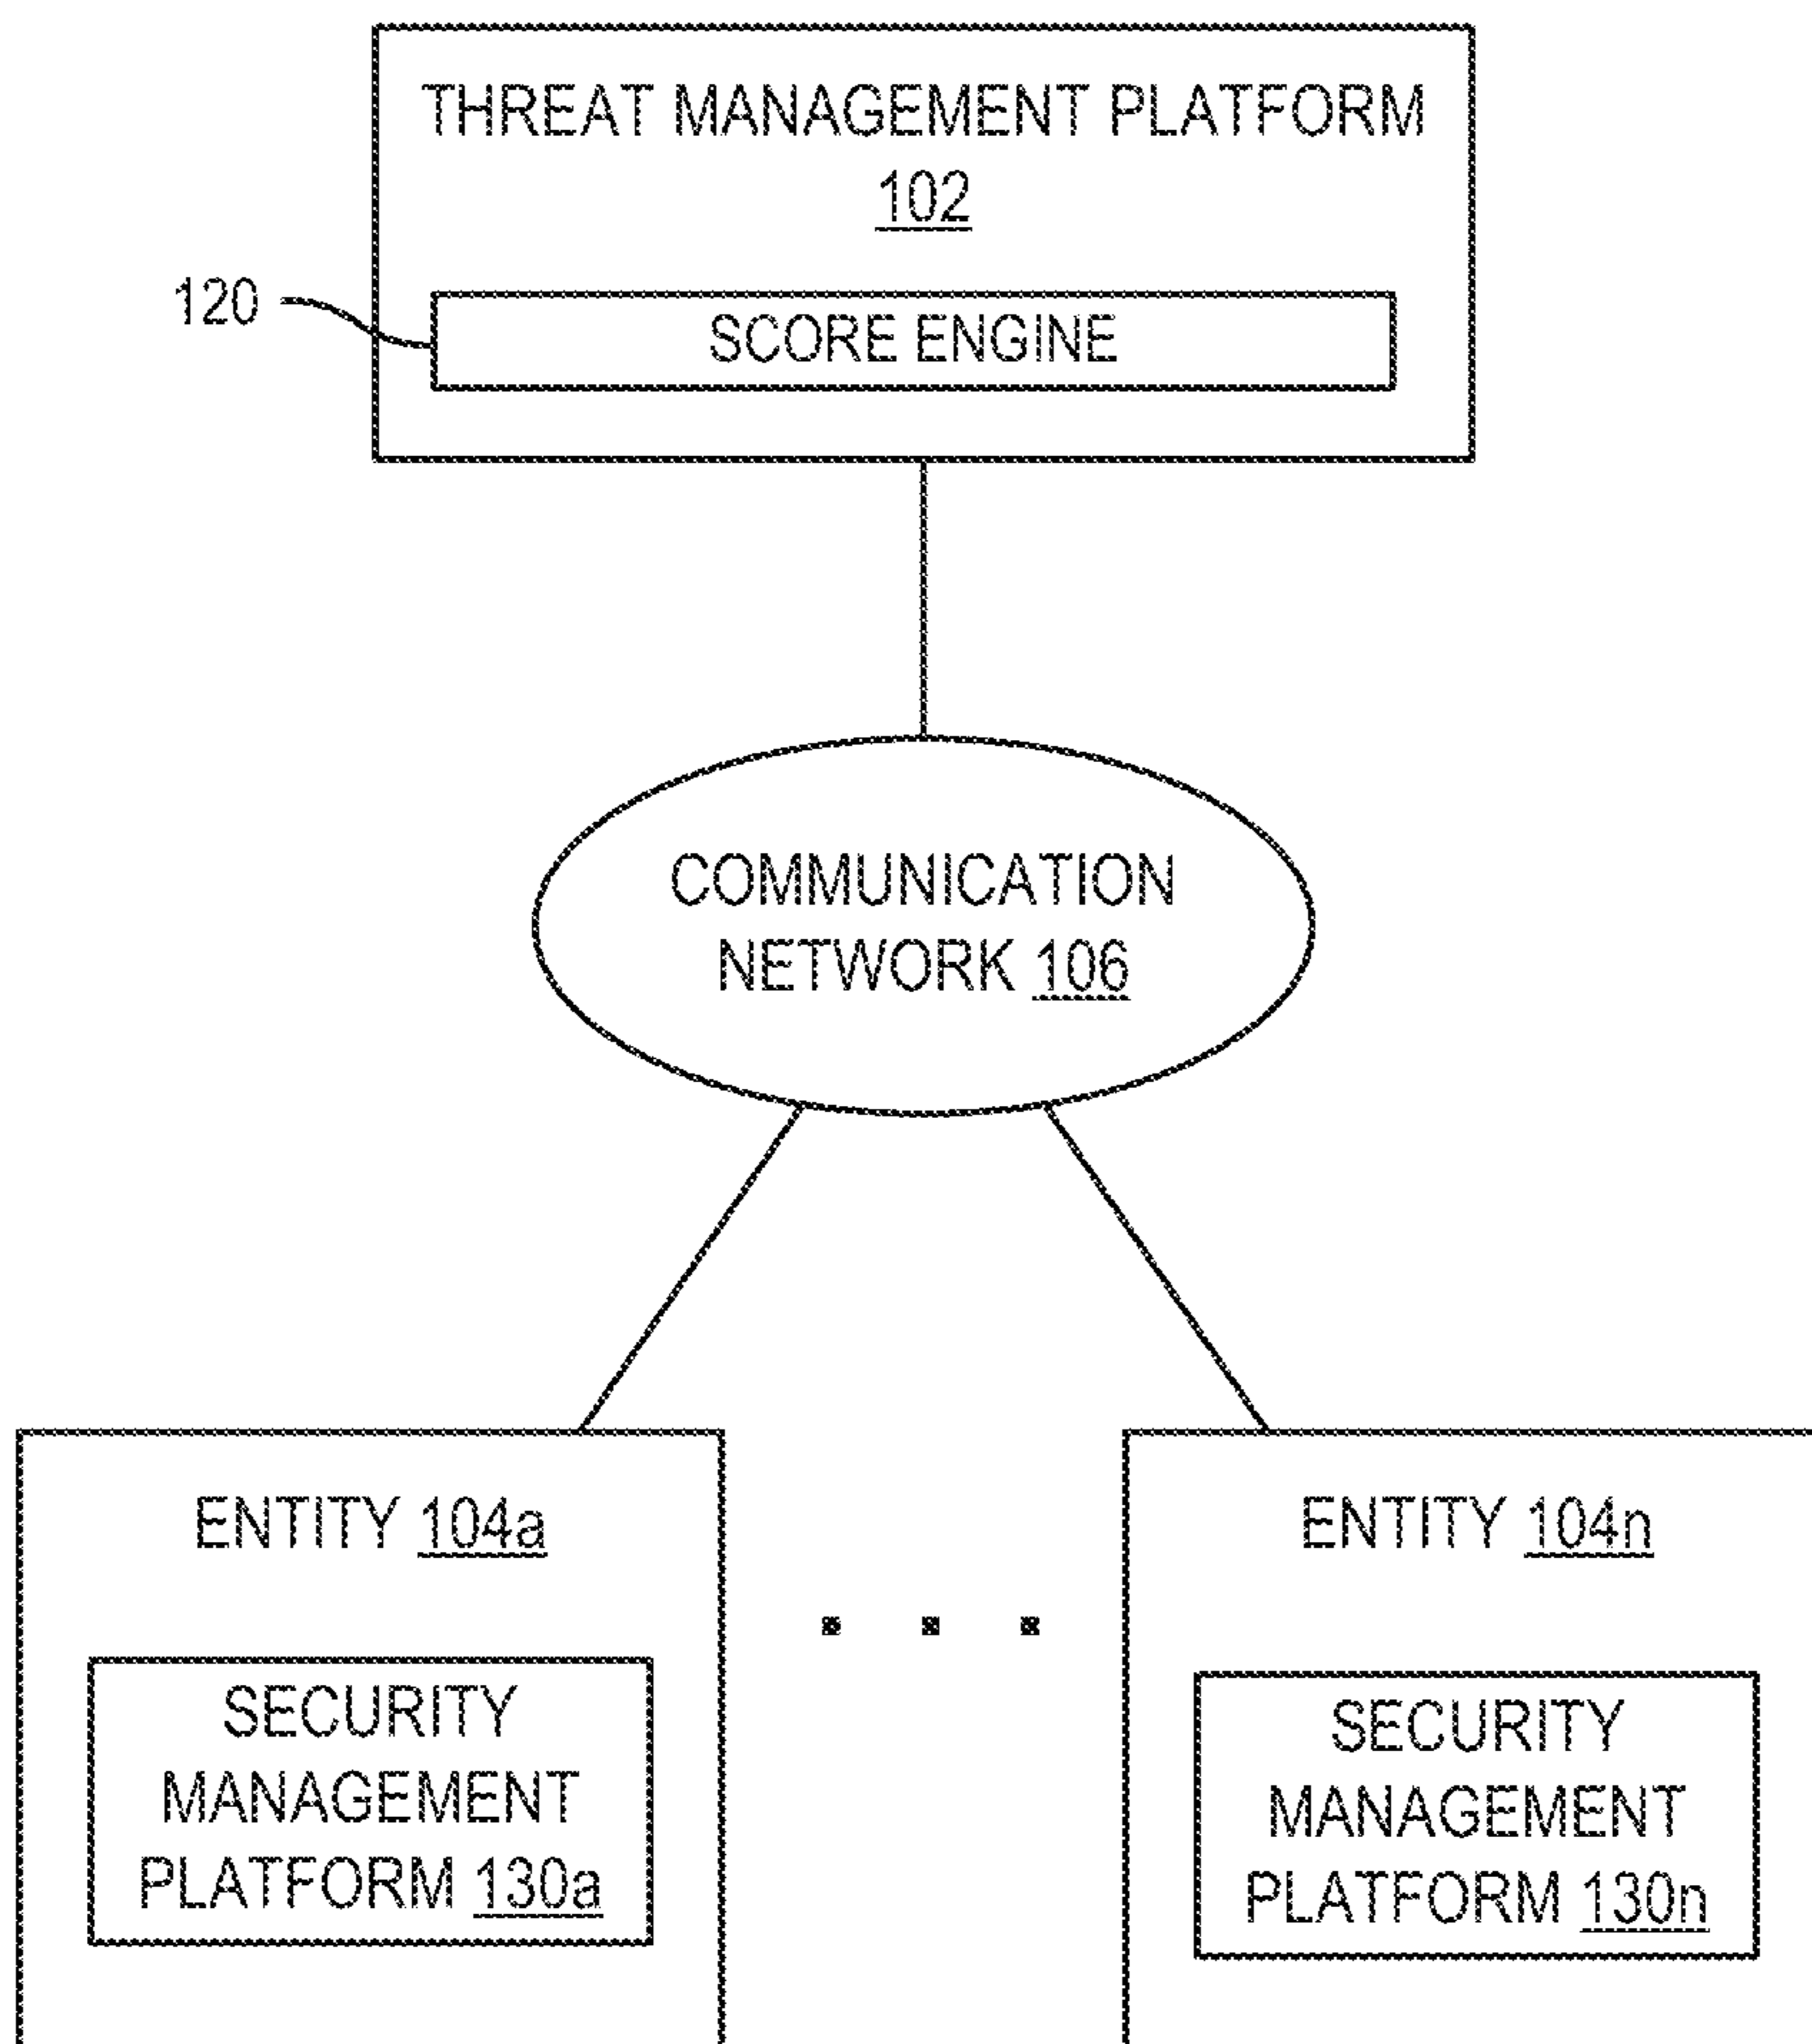 THREAT MANAGEMENT PLATFORM
102
120
SCORE ENGINE
COMMUNICATION
NETWORK 106
ENTITY 104a
SECURITY
MANAGEMENT
PLATFORM 130a
ENTITY 104n
SECURITY
MANAGEMENT
PLATFORM 130n